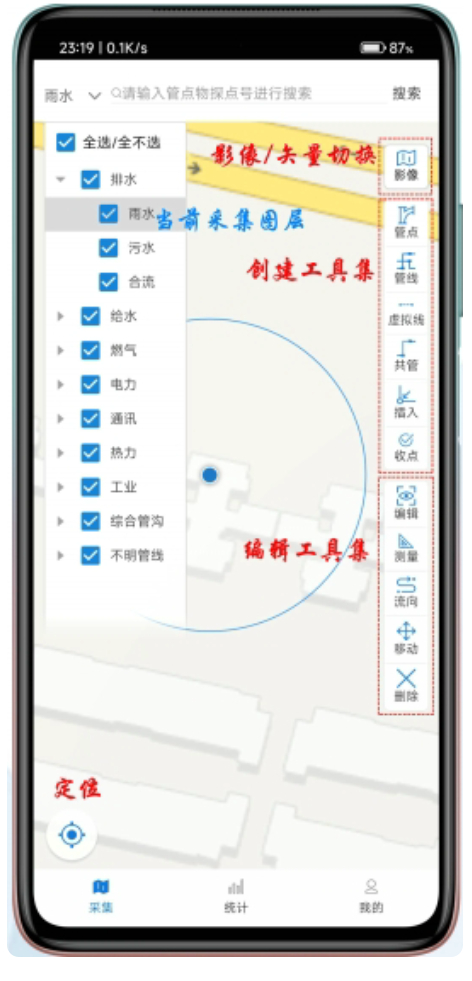 23:19 | 0.1K/s 87%
雨水 请输入管点物探点号进行搜索 搜索
全选/全不选
影像/矢量切换
影像
排水
雨水
当前采集图层
管点
污水
创建工具集
管线
合流
给水
虚拟线
燃气
共管
电力
插入
通讯
收点
热力
工业
编辑
综合管沟
编辑工具集
不明管线
测量
流向
移动
删除
定位
采集 统计 我的